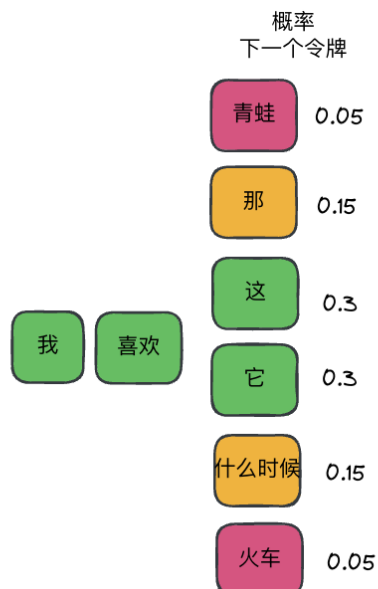 概率
下一个令牌
青蛙 0.05
那 0.15
这 0.3
我 喜欢
它 0.3
什么时候 0.15
火车 0.05